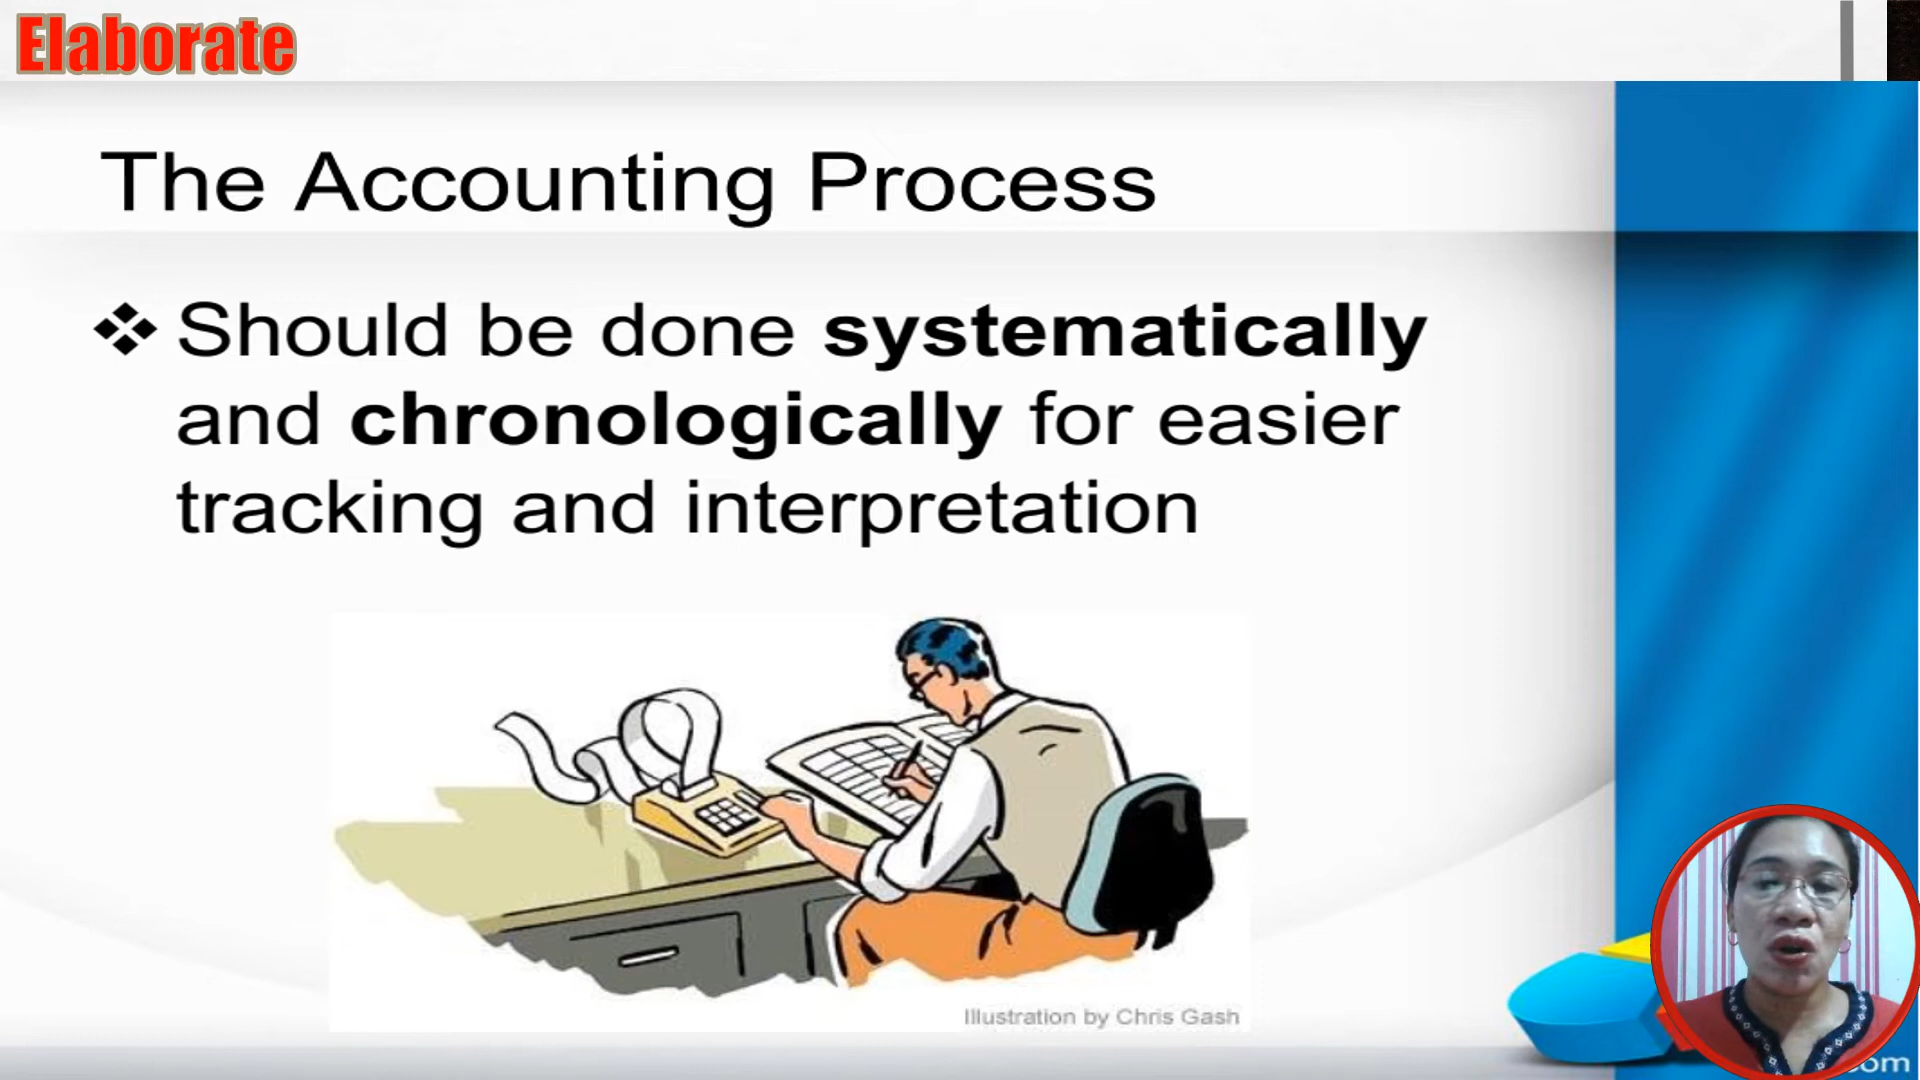 Elaborate
The Accounting Process
❖ Should be done systematically
and chronologically for easier
tracking and interpretation
Illustration by Chris Gash